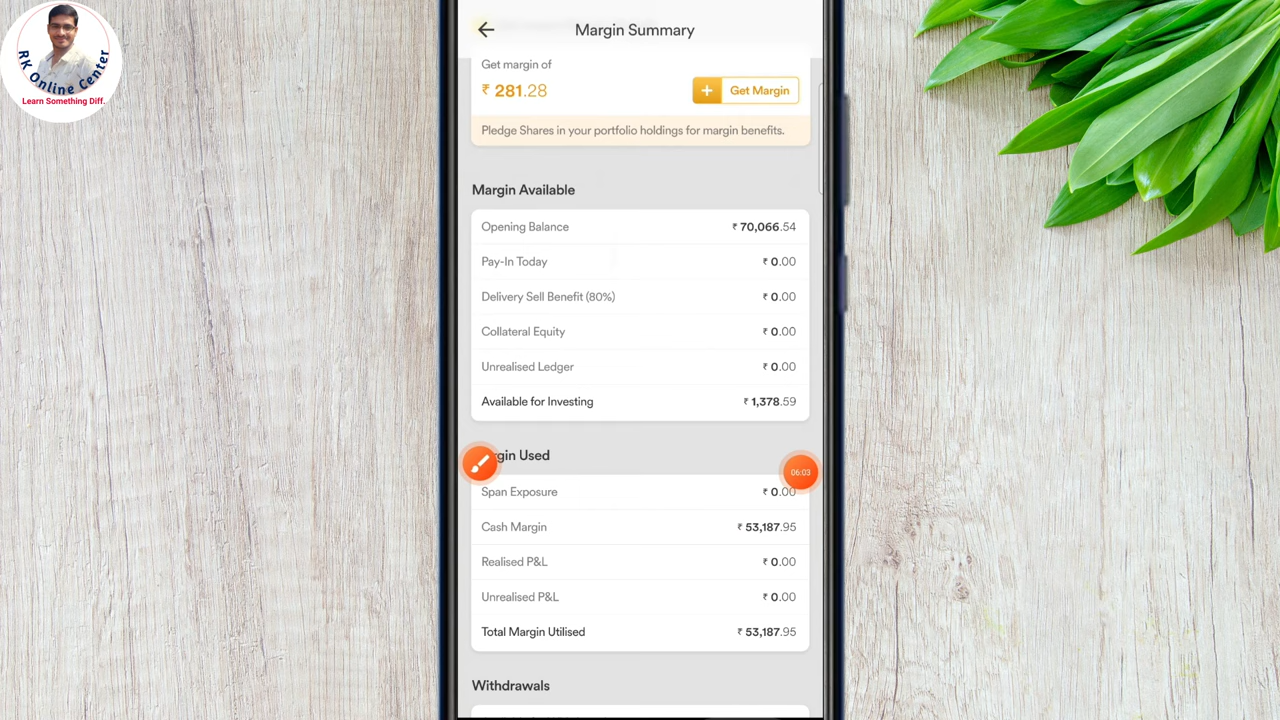 RK Online Center
Learn Something Diff.
Margin Summary
Get margin of
₹ 281.28
+ Get Margin
Pledge Shares in your portfolio holdings for margin benefits.
Margin Available
Opening Balance ₹ 70,066.54
Pay-In Today ₹ 0.00
Delivery Sell Benefit (80%) ₹ 0.00
Collateral Equity ₹ 0.00
Unrealised Ledger ₹ 0.00
Available for Investing ₹ 1,378.59
rgin Used
06:03
Span Exposure ₹ 0.00
Cash Margin ₹ 53,187.95
Realised P&L ₹ 0.00
Unrealised P&L ₹ 0.00
Total Margin Utilised ₹ 53,187.95
Withdrawals